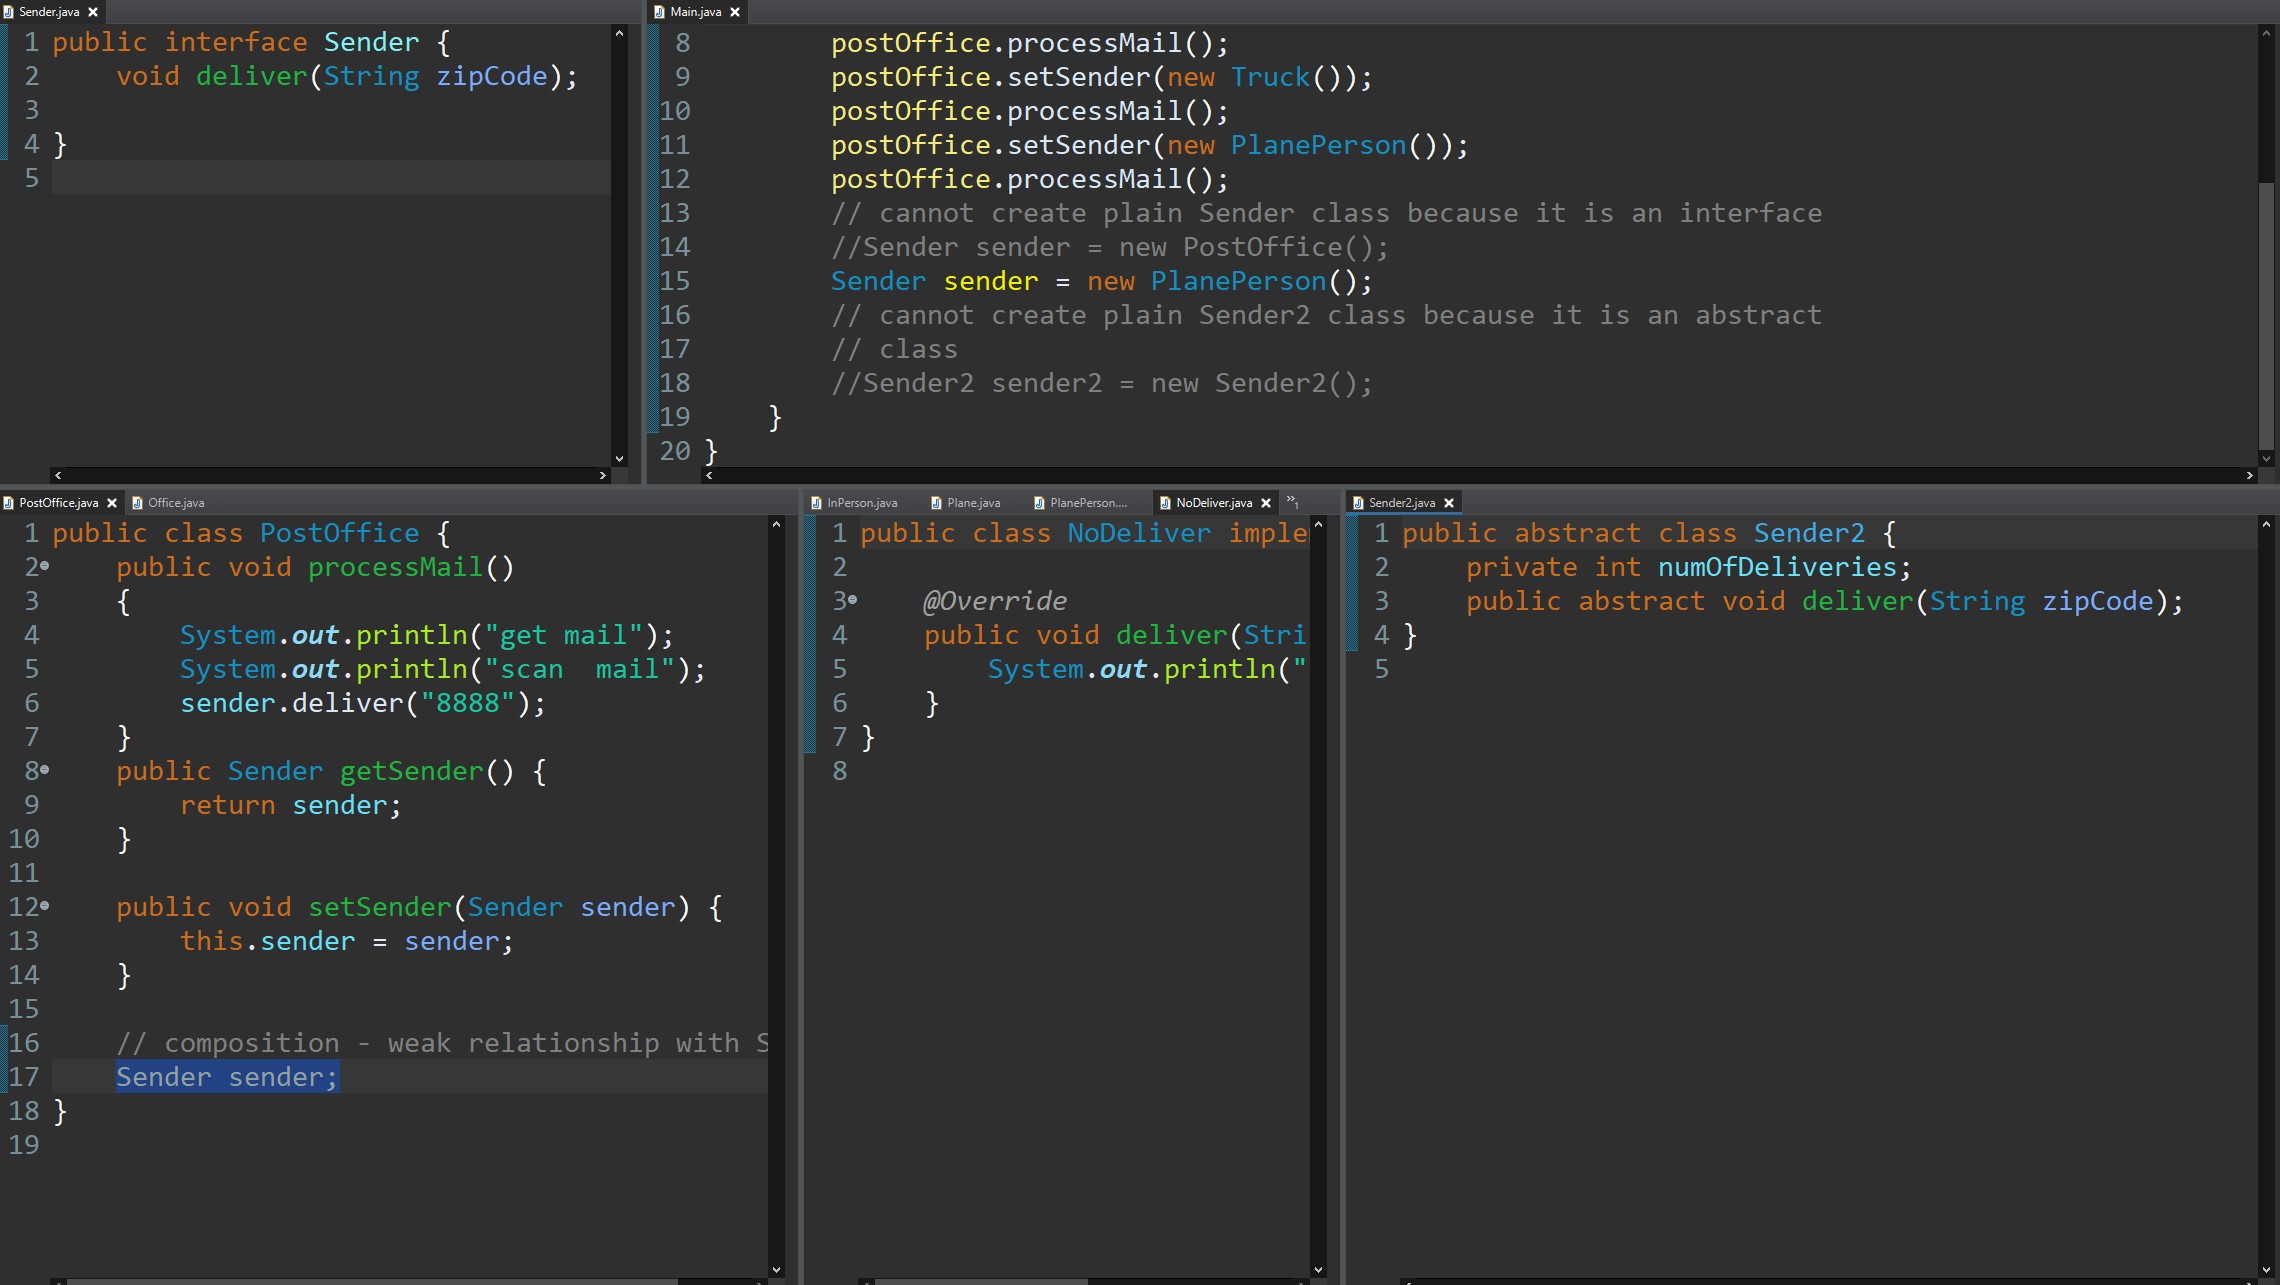 Sender.java
1 public interface Sender {
2     void deliver(String zipCode);
3
4 }
5
Main.java
8         postOffice.processMail();
9         postOffice.setSender(new Truck());
10         postOffice.processMail();
11         postOffice.setSender(new PlanePerson());
12         postOffice.processMail();
13         // cannot create plain Sender class because it is an interface
14         //Sender sender = new PostOffice();
15         Sender sender = new PlanePerson();
16         // cannot create plain Sender2 class because it is an abstract
17         // class
18         //Sender2 sender2 = new Sender2();
19     }
20 }
PostOffice.java Office.java
1 public class PostOffice {
2     public void processMail()
3     {
4         System.out.println("get mail");
5         System.out.println("scan  mail");
6         sender.deliver("8888");
7     }
8     public Sender getSender() {
9         return sender;
10     }
11
12     public void setSender(Sender sender) {
13         this.sender = sender;
14     }
15
16     // composition - weak relationship with S
17     Sender sender;
18 }
19
InPerson.java Plane.java PlanePerson.... NoDeliver.java »1
1 public class NoDeliver imple
2
3     @Override
4     public void deliver(Stri
5         System.out.println("
6     }
7 }
8
Sender2.java
1 public abstract class Sender2 {
2     private int numOfDeliveries;
3     public abstract void deliver(String zipCode);
4 }
5